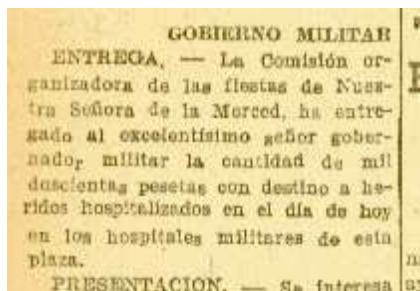 GOBIERNO MILITAR
ENTREGA. — La Comisión or-
ganizadora de las fiestas de Nues-
tra Señora de la Merced, ha entre-
gado al excelentísimo señor gober-
nador militar la cantidad de mil
doscientas pesetas con destino a he-
ridos hospitalizados en el día de hoy
en los hospitales militares de esta
plaza.
PRESENTACION. — Se interesa